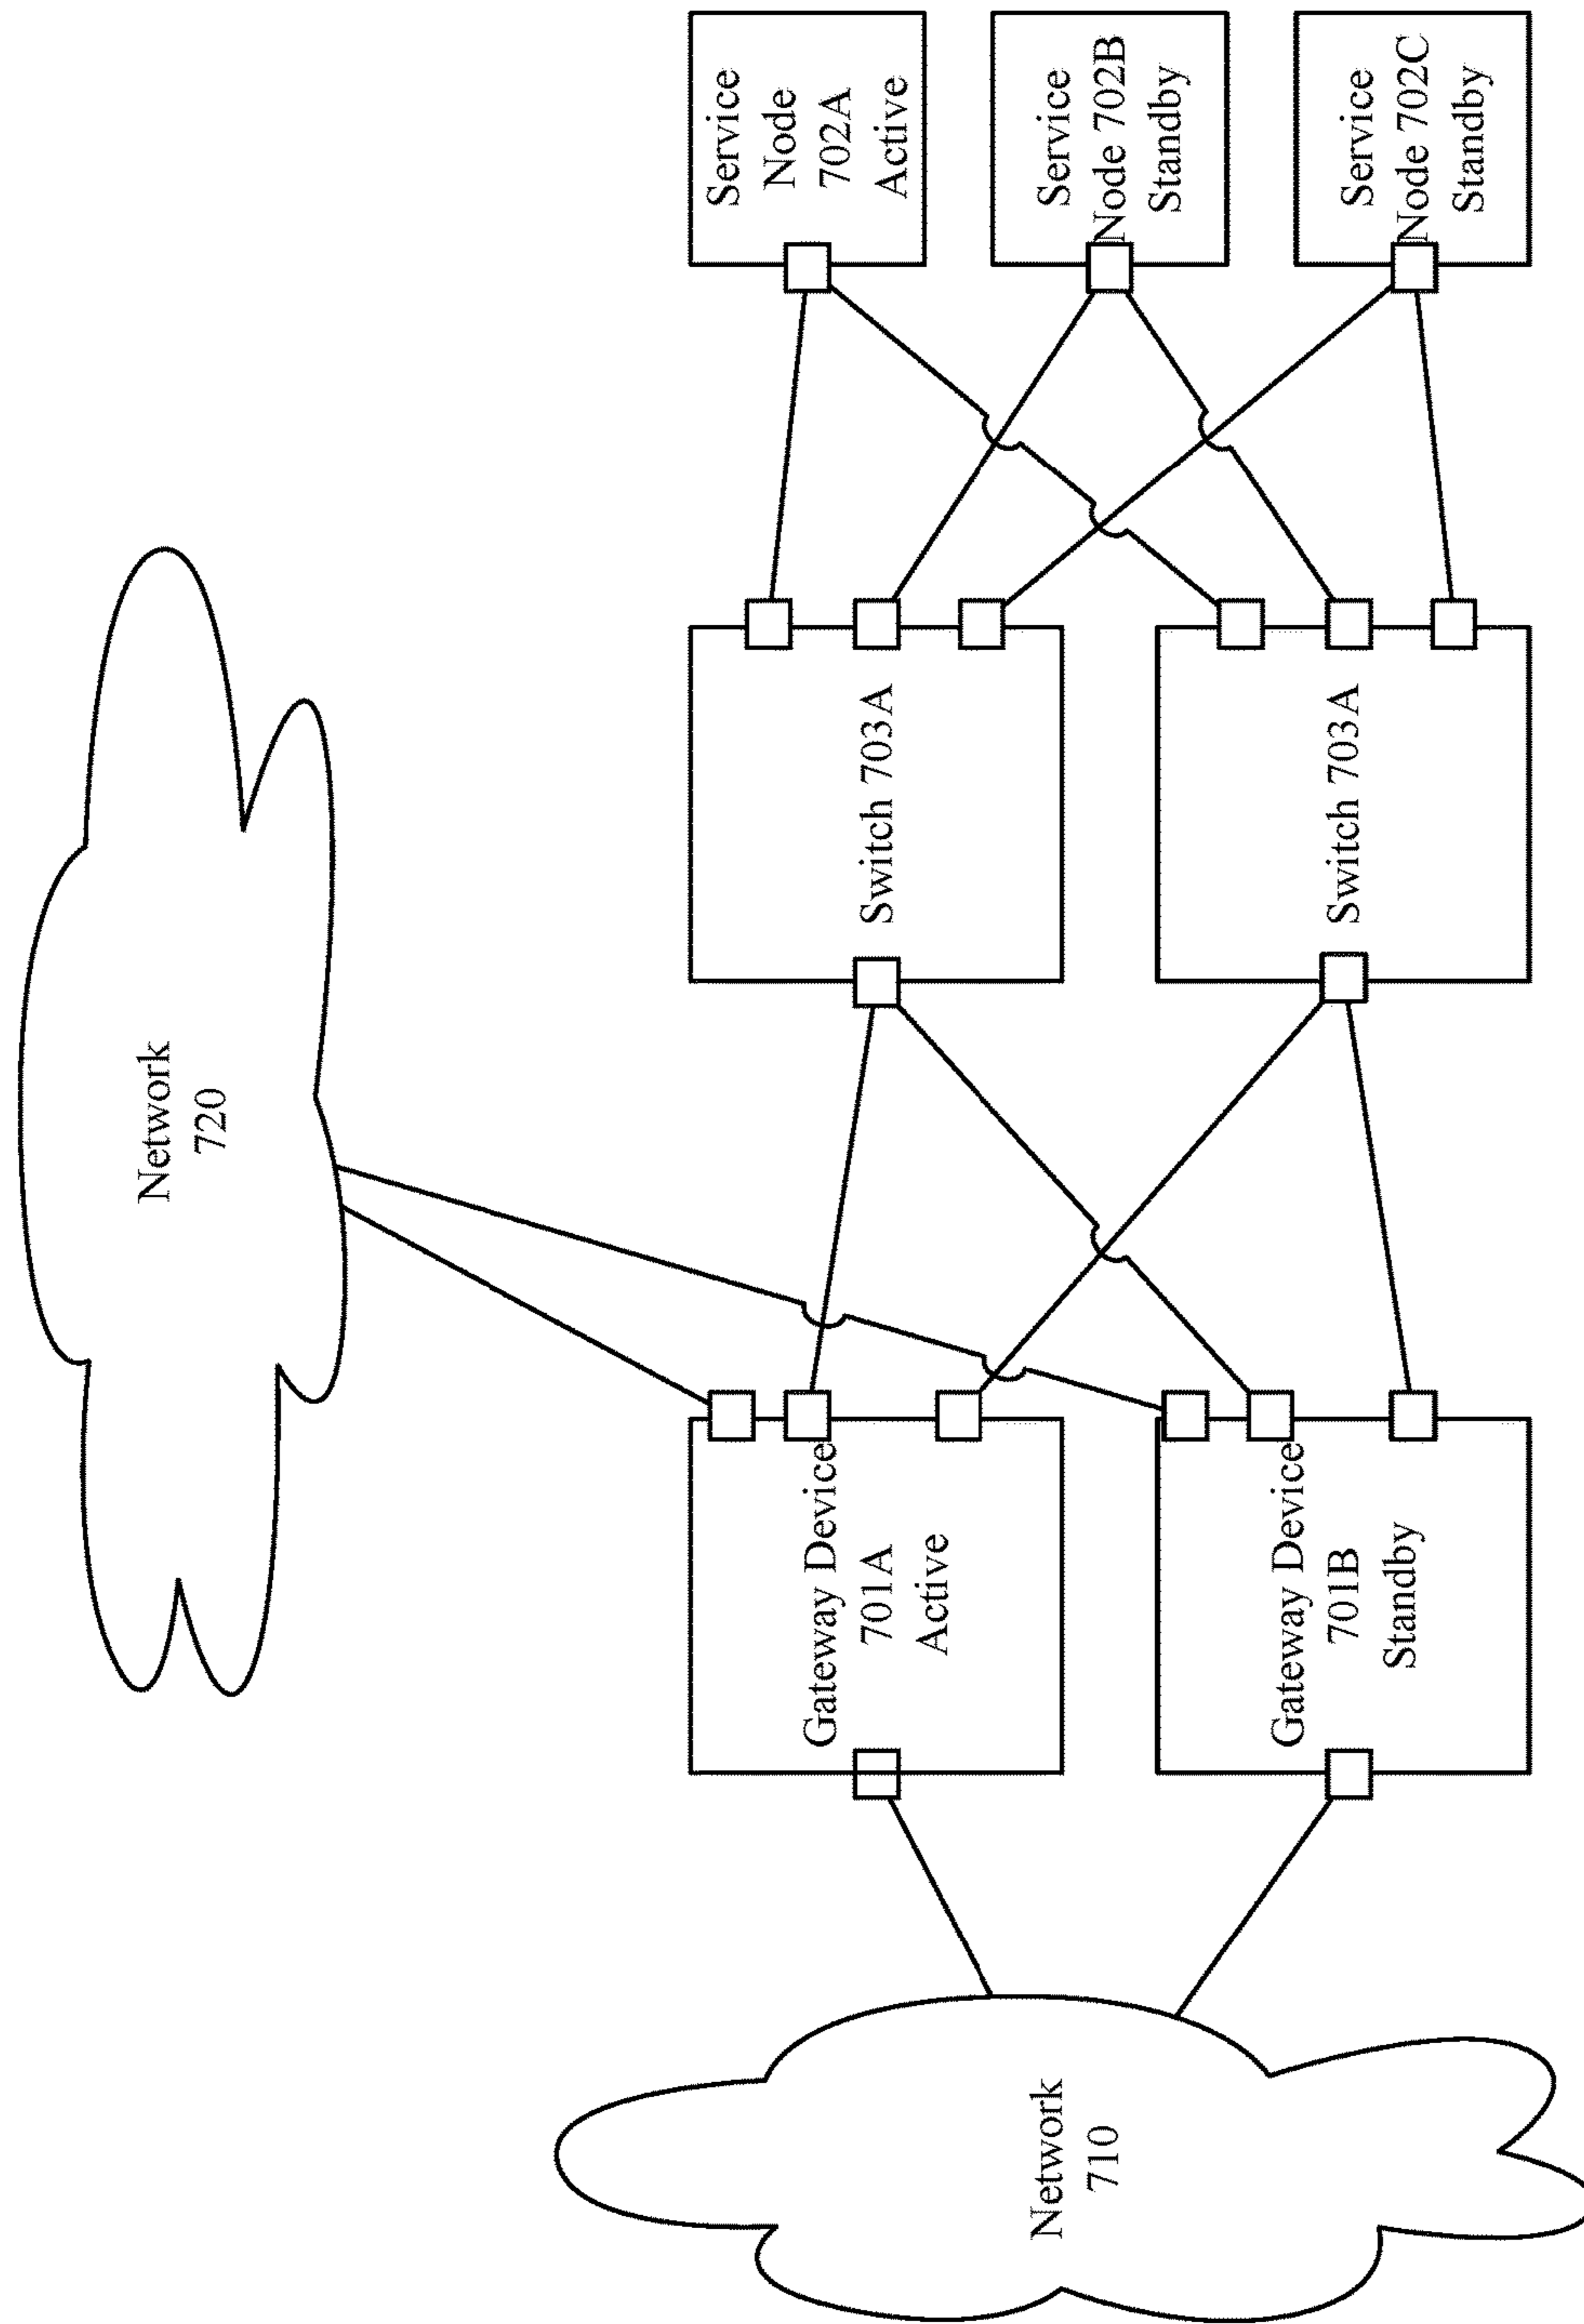 Network
720
Network
710
Gateway Device
701A
Active
Gateway Device
701B
Standby
Switch 703A
Switch 703A
Service
Node
702A
Active
Service
Node 702B
Standby
Service
Node 702C
Standby